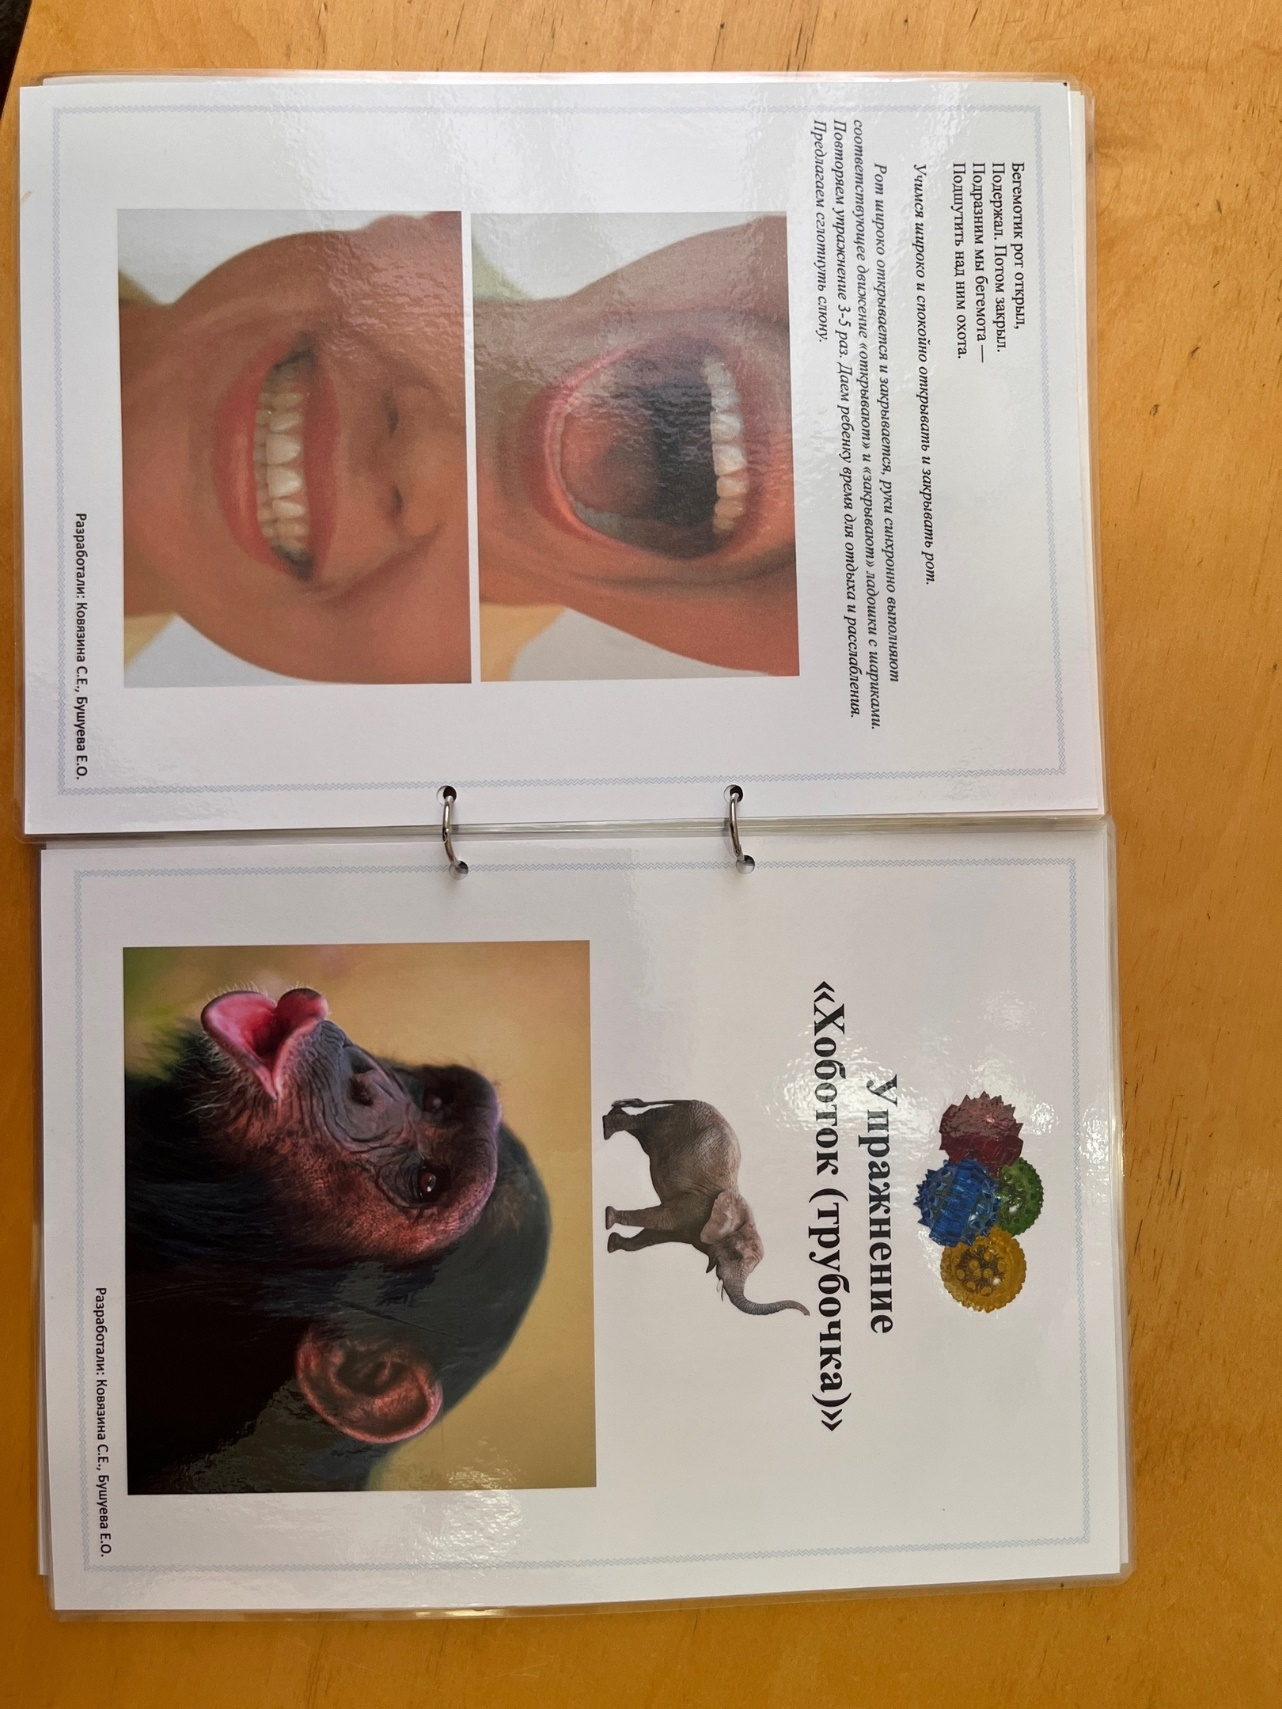 Бегемотик рот открыл,
Подержал. Потом закрыл.
Подразним мы бегемота —
Подшутить над ним охота.
Учимся широко и спокойно открывать и закрывать рот.
Рот широко открывается и закрывается, руки синхронно выполняют
соответствующее движение «открывают» и «закрывают» ладошки с шариками.
Повторяем упражнение 3-5 раз. Даем ребенку время для отдыха и расслабления.
Предлагаем сглотнуть слюну.
Разработали: Ковязина С.Е., Бушуева Е.О.
Упражнение
«Хоботок (трубочка)»
Разработали: Ковязина С.Е., Бушуева Е.О.